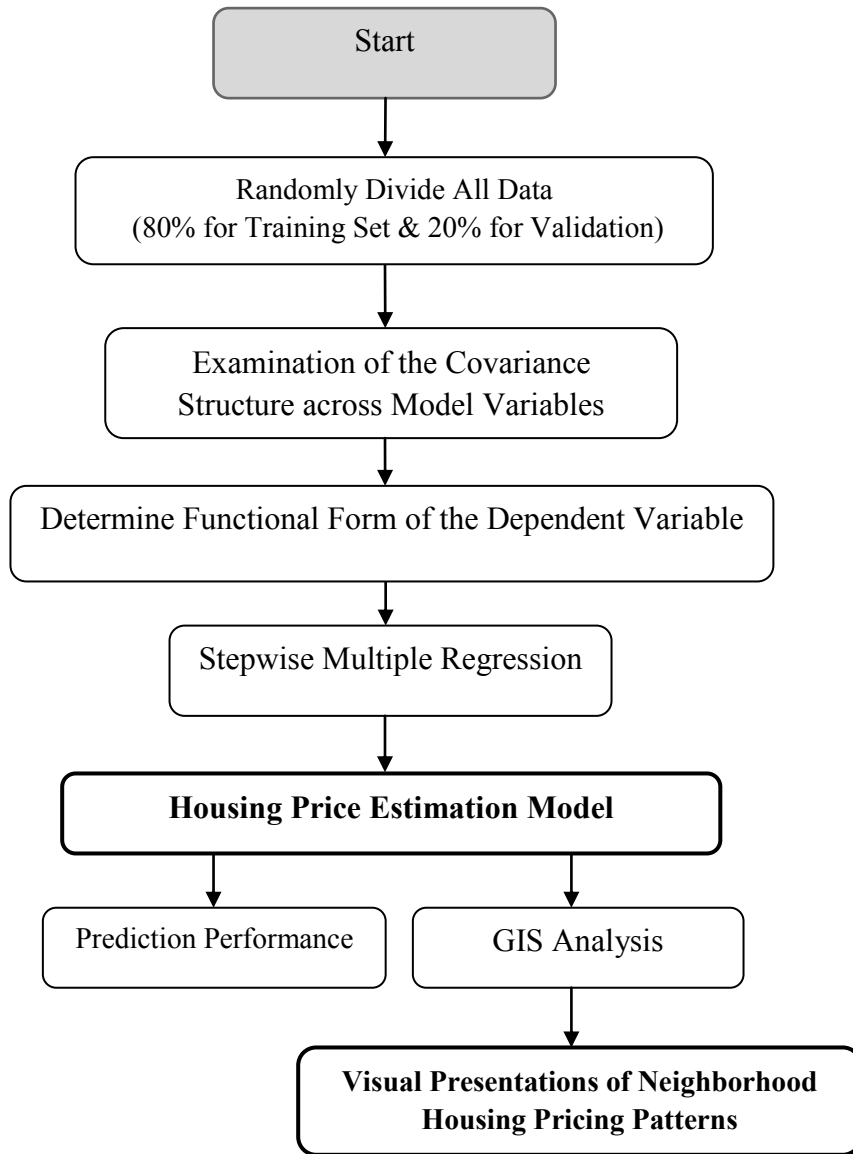 Start
Randomly Divide All Data
(80% for Training Set & 20% for Validation)
Examination of the Covariance
Structure across Model Variables
Determine Functional Form of the Dependent Variable
Stepwise Multiple Regression
Housing Price Estimation Model
Prediction Performance
GIS Analysis
Visual Presentations of Neighborhood
Housing Pricing Patterns